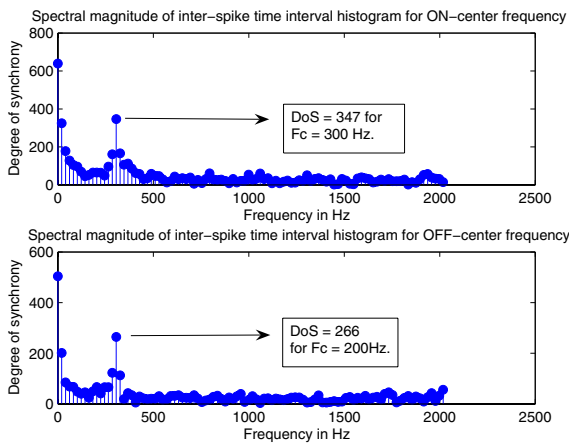 Spectral magnitude of inter−spike time interval histogram for ON−center frequency
800
600
400
200
0
Degree of synchrony
DoS = 347 for
Fc = 300 Hz.
0 500 1000 1500 2000 2500
Frequency in Hz
Spectral magnitude of inter−spike time interval histogram for OFF−center frequency
600
400
200
0
Degree of synchrony
DoS = 266
for Fc = 200Hz.
0 500 1000 1500 2000 2500
Frequency in Hz